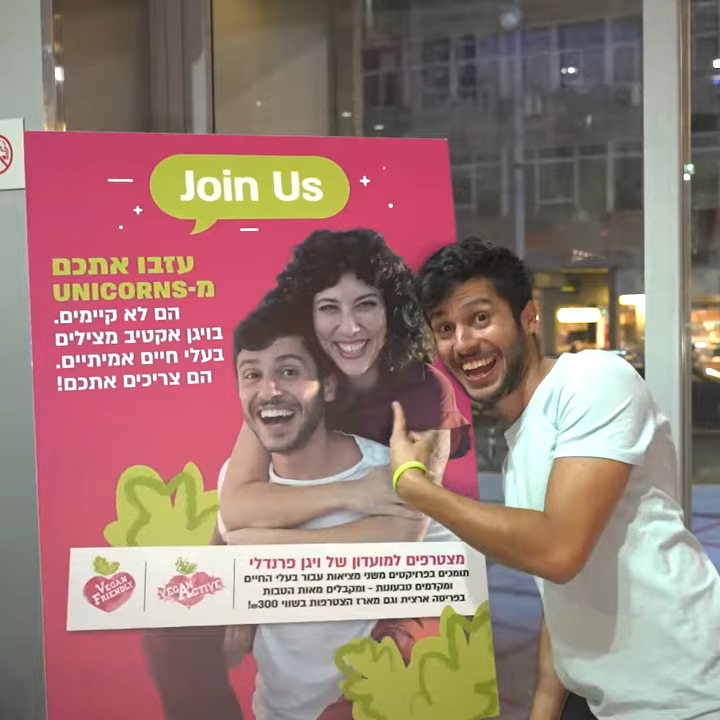 Join Us
עזבו אתכם
מ-UNICORNS
הם לא קיימים.
בויגן אקטיב מצילים
בעלי חיים אמיתיים.
הם צריכים אתכם!
מצטרפים למועדון של ויגן פרנדלי
תומכים בפרויקטים משני מציאות עבור בעלי החיים
ומקדמים טבעונות - ומקבלים מאות הטבות
בפריסה ארצית וגם מארז הצטרפות בשווי 300₪!
VEGAN
FRIENDLY
VEGAN ACTIVE